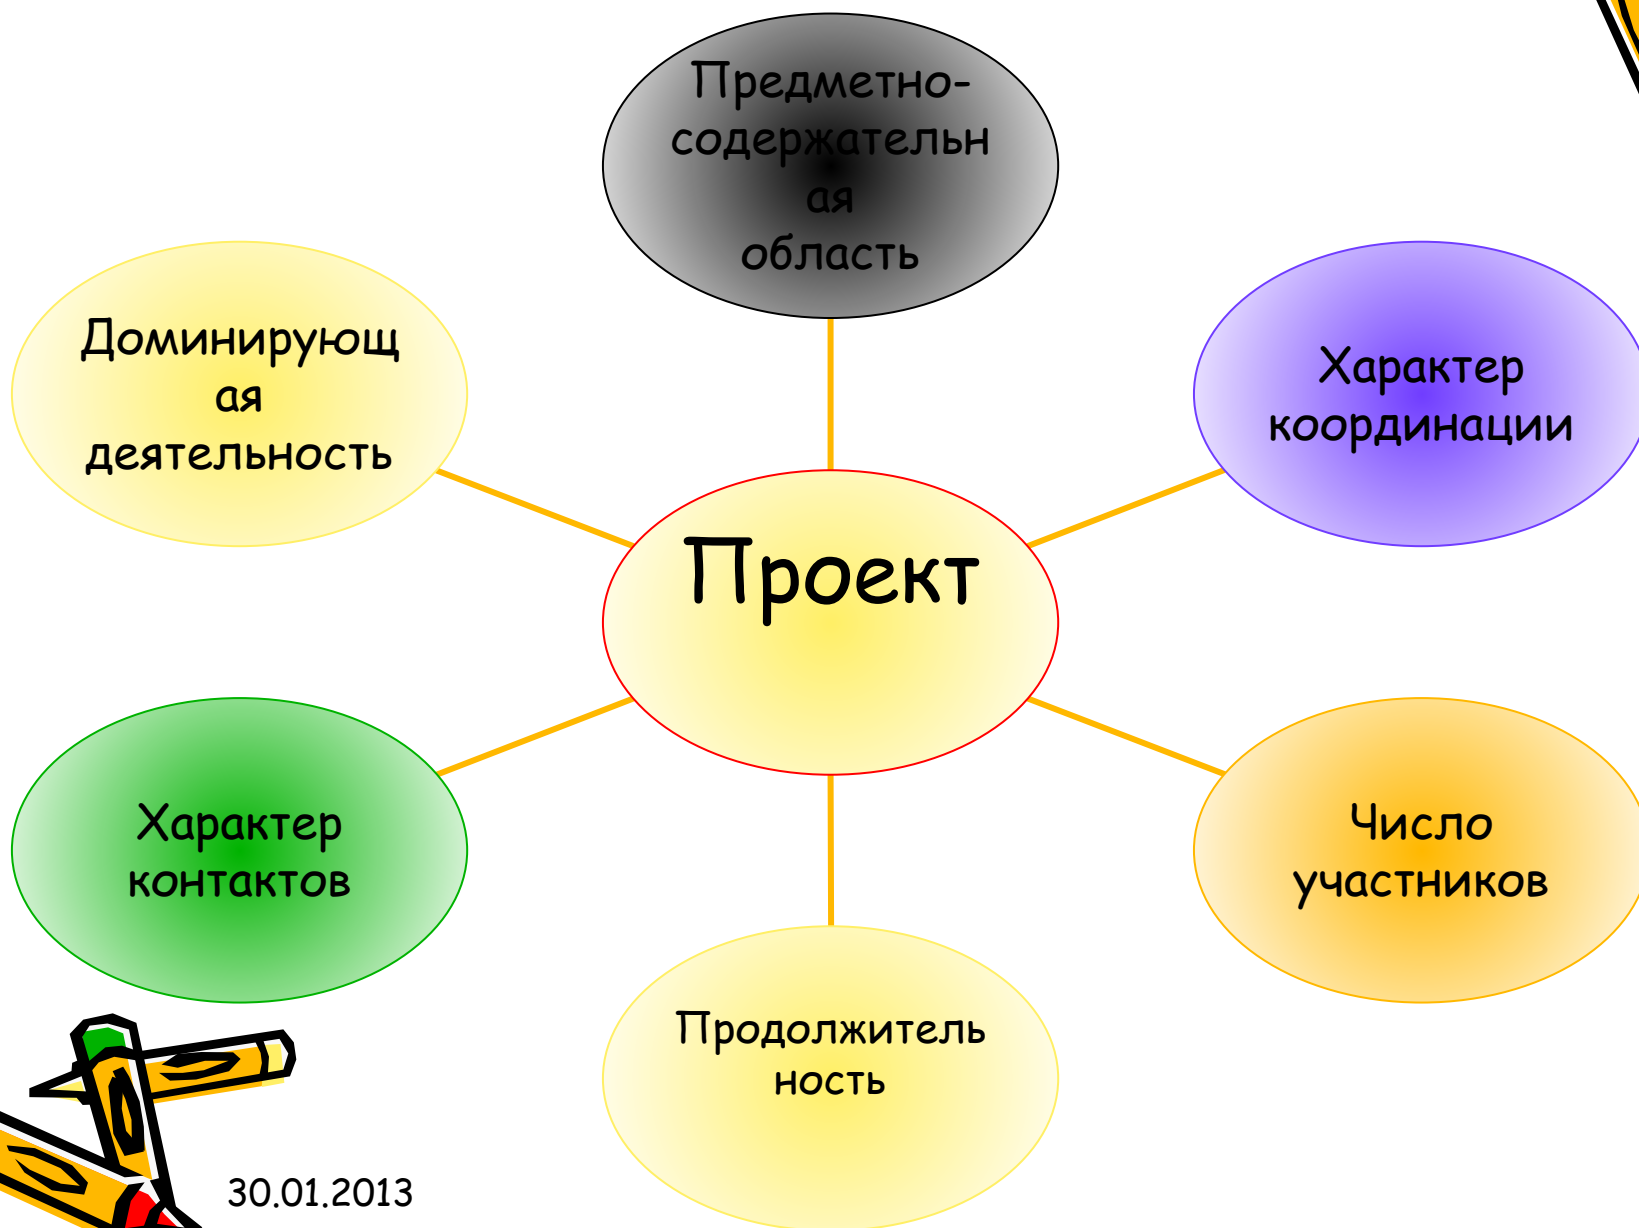 Предметно-
содержательн
ая
область
Доминирующ
ая
деятельность
Характер
координации
Проект
Характер
контактов
Число
участников
Продолжитель
ность
30.01.2013